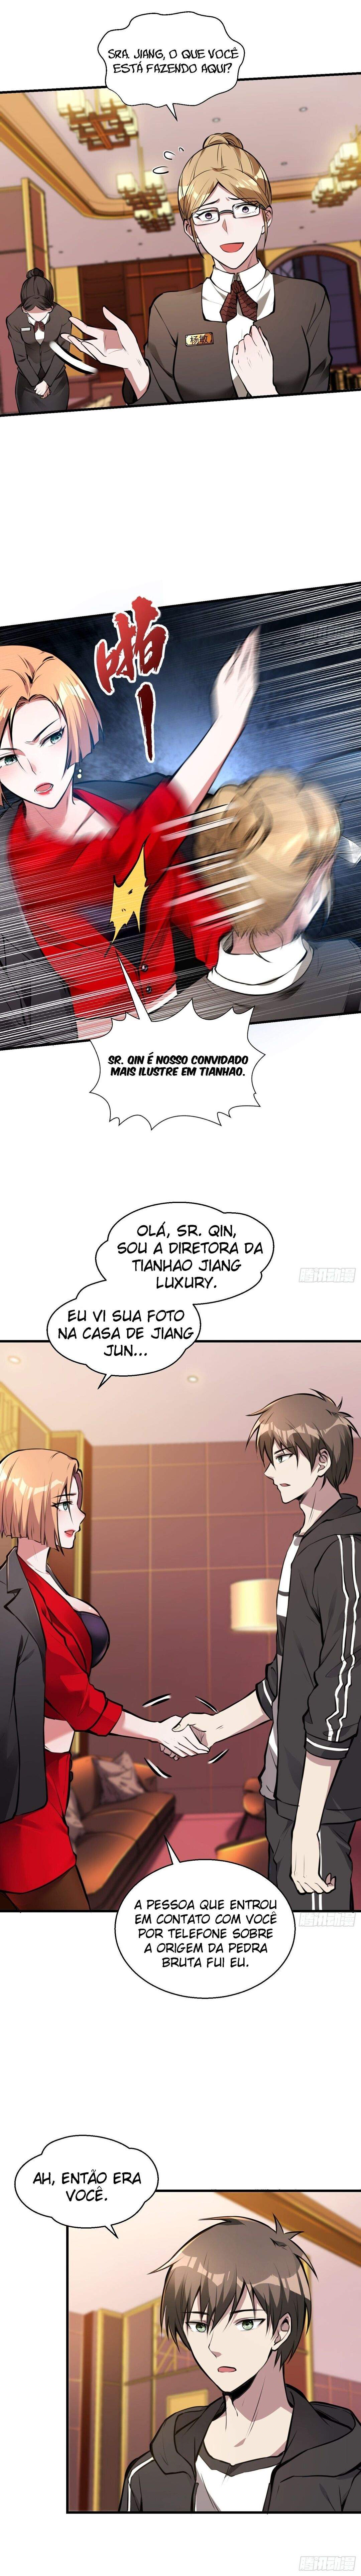 SRA. JIANG, O QUE VOCÊ
ESTÁ FAZENDO AQUI?
杨敏
啪
SR. QIN É NOSSO CONVIDADO
MAIS ILUSTRE EM TIANHAO.
OLÁ, SR. QIN,
SOU A DIRETORA DA
TIANHAO JIANG
LUXURY.
EU VI SUA FOTO
NA CASA DE JIANG
JUN...
A PESSOA QUE ENTROU
EM CONTATO COM VOCÊ
POR TELEFONE SOBRE
A ORIGEM DA PEDRA
BRUTA FUI EU.
AH, ENTÃO ERA
VOCÊ.